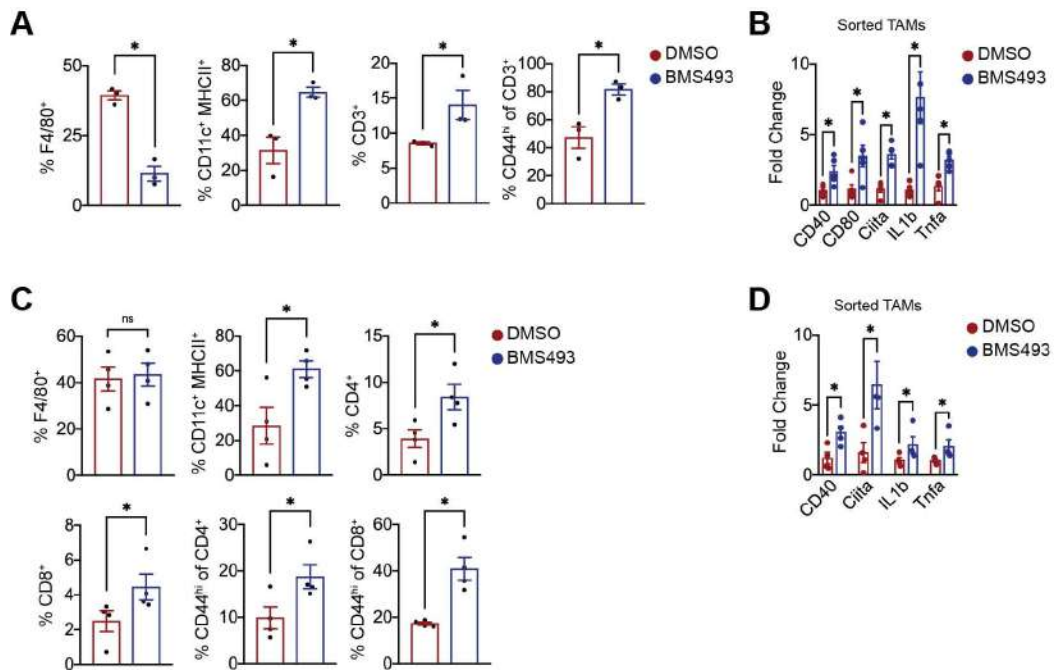 A
% F4/80⁺
50
25
0
*
% CD11c⁺ MHCII⁺
80
60
40
20
0
*
% CD3⁺
20
15
10
5
0
*
% CD44ʰⁱ of CD3⁺
100
80
60
40
20
0
*
DMSO
BMS493
B
Sorted TAMs
Fold Change
10
5
0
* * * * *
CD40 CD80 Ciita IL1b Tnfa
DMSO
BMS493
C
% F4/80⁺
60
40
20
0
ns
% CD11c⁺ MHCII⁺
80
60
40
20
0
*
% CD4⁺
15
10
5
0
*
DMSO
BMS493
% CD8⁺
8
6
4
2
0
*
% CD44ʰⁱ of CD4⁺
30
20
10
0
*
% CD44ʰⁱ of CD8⁺
60
40
20
0
*
D
Sorted TAMs
Fold Change
10
5
0
* * * *
CD40 Ciita IL1b Tnfa
DMSO
BMS493